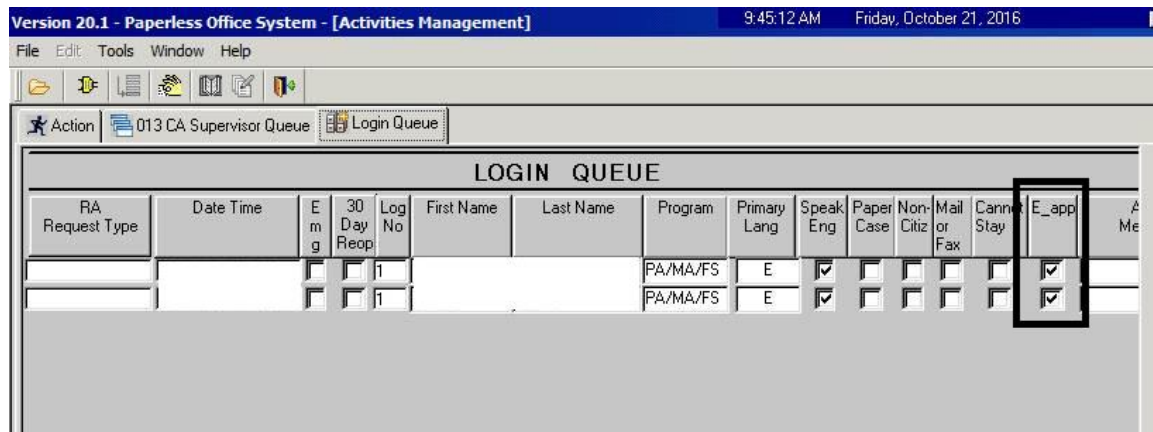 Version 20.1 - Paperless Office System - [Activities Management] 9:45:12 AM Friday, October 21, 2016
File Edit Tools Window Help
Action 013 CA Supervisor Queue Login Queue
LOGIN QUEUE
RA Request Type Date Time Emg 30 Day Reop Log No First Name Last Name Program Primary Lang Speak Eng Paper Case Non-Citiz Mail or Fax Cannot Stay E_app
1 PA/MA/FS E
1 PA/MA/FS E